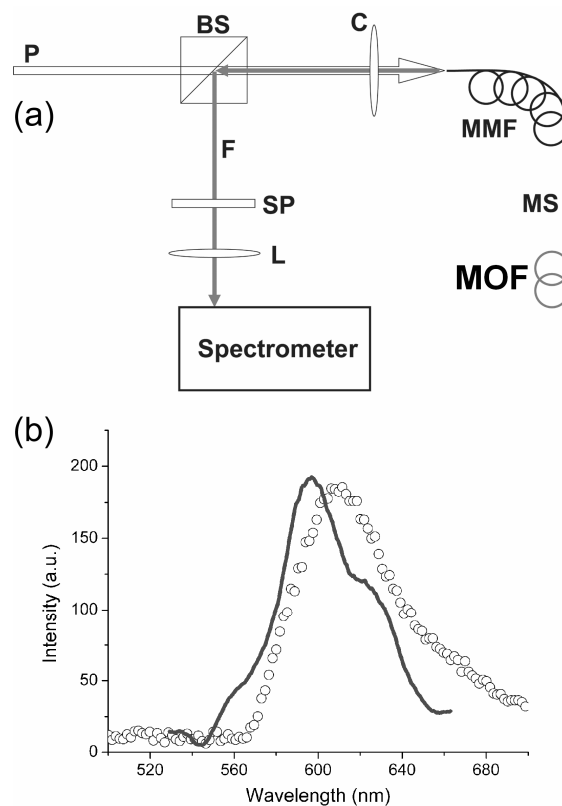 BS
C
P
(a)
MMF
F
SP
MS
L
MOF
Spectrometer
(b)
200
150
100
50
0
Intensity (a.u.)
520 560 600 640 680
Wavelength (nm)